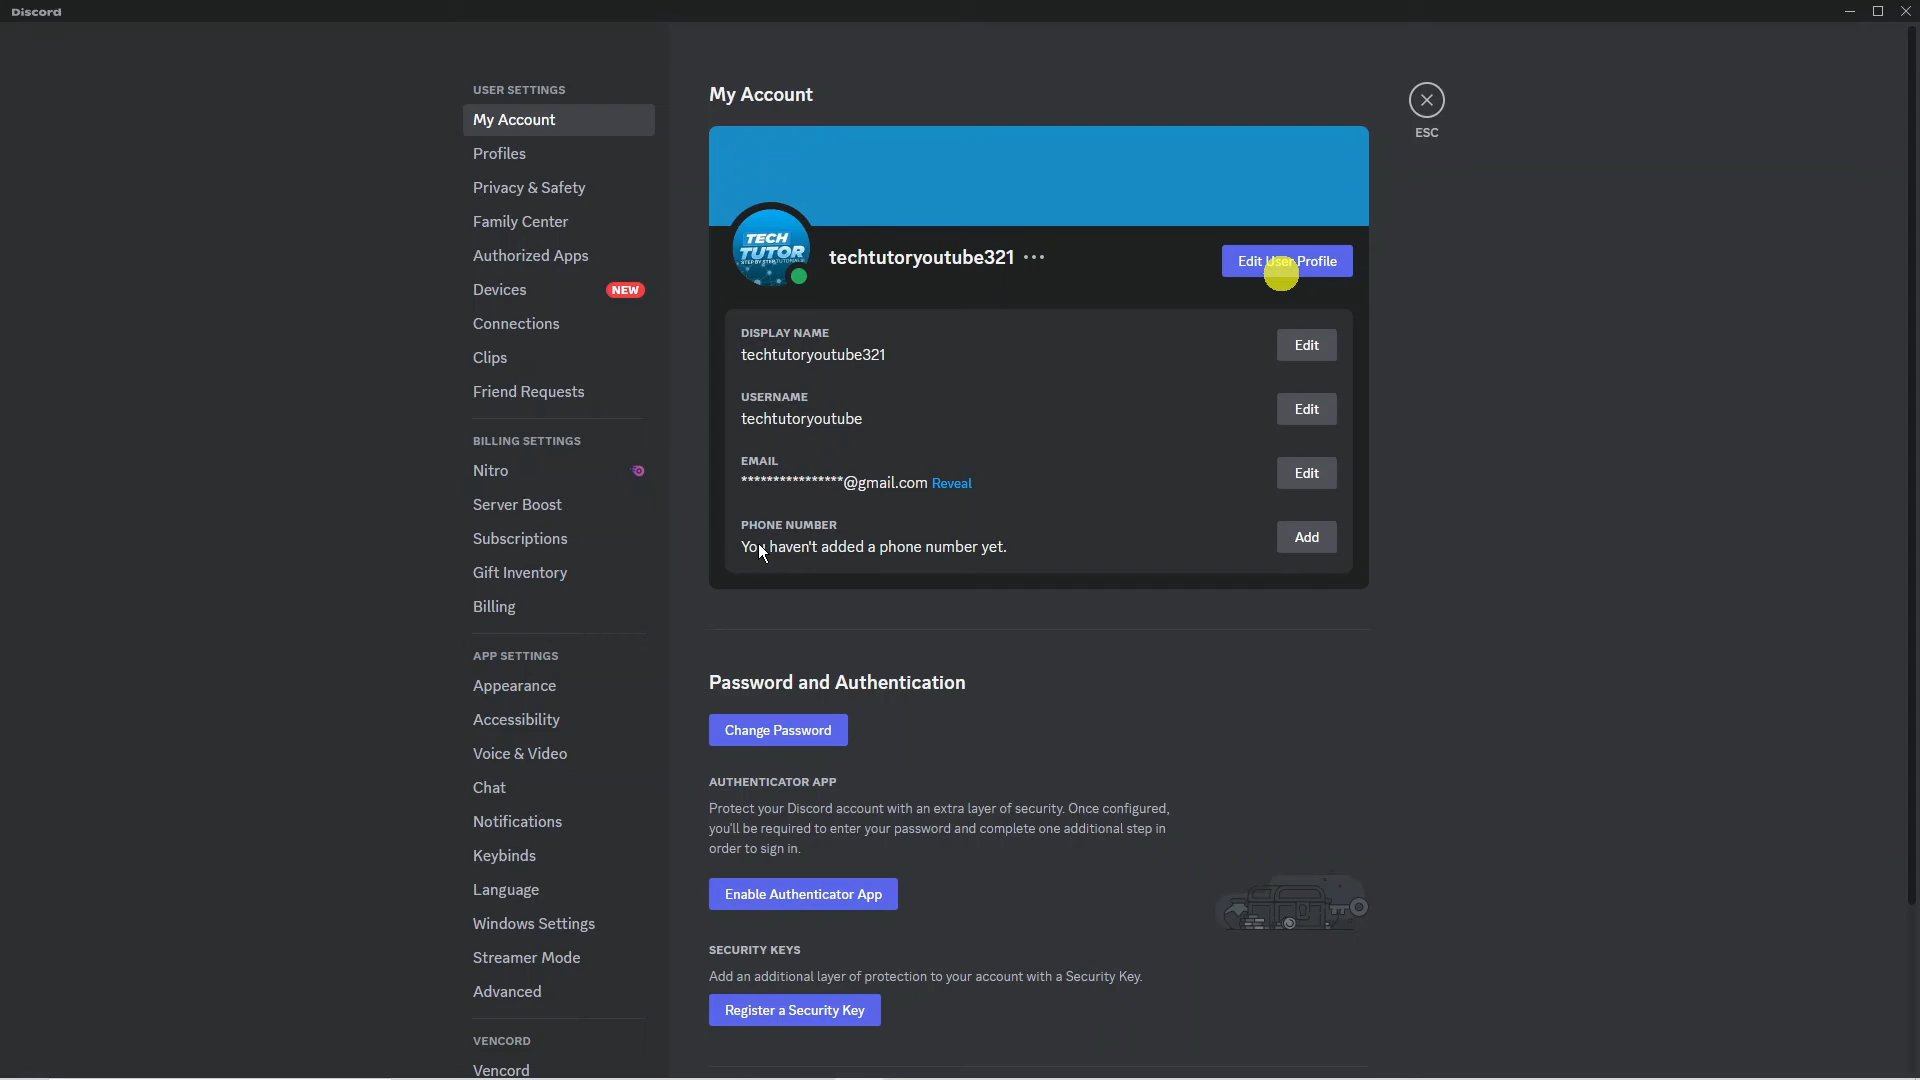 Discord
USER SETTINGS
My Account
Profiles
Privacy & Safety
Family Center
Authorized Apps
Devices
NEW
Connections
Clips
Friend Requests
BILLING SETTINGS
Nitro
Server Boost
Subscriptions
Gift Inventory
Billing
APP SETTINGS
Appearance
Accessibility
Voice & Video
Chat
Notifications
Keybinds
Language
Windows Settings
Streamer Mode
Advanced
VENCORD
Vencord
My Account
ESC
TECH
TUTOR
techtutoryoutube321
Edit User Profile
DISPLAY NAME
techtutoryoutube321
Edit
USERNAME
techtutoryoutube
Edit
EMAIL
****************@gmail.com Reveal
Edit
PHONE NUMBER
You haven't added a phone number yet.
Add
Password and Authentication
Change Password
AUTHENTICATOR APP
Protect your Discord account with an extra layer of security. Once configured,
you'll be required to enter your password and complete one additional step in
order to sign in.
Enable Authenticator App
SECURITY KEYS
Add an additional layer of protection to your account with a Security Key.
Register a Security Key